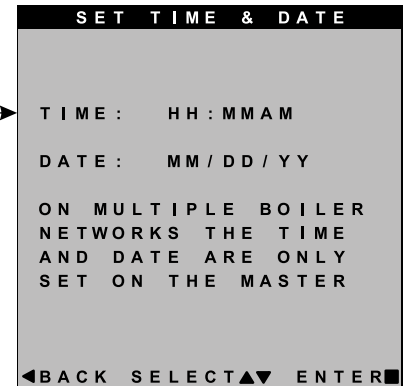 SET TIME & DATE
TIME: HH:MMAM
DATE: MM/DD/YY
ON MULTIPLE BOILER
NETWORKS THE TIME
AND DATE ARE ONLY
SET ON THE MASTER
◀BACK SELECT▲▼ ENTER■